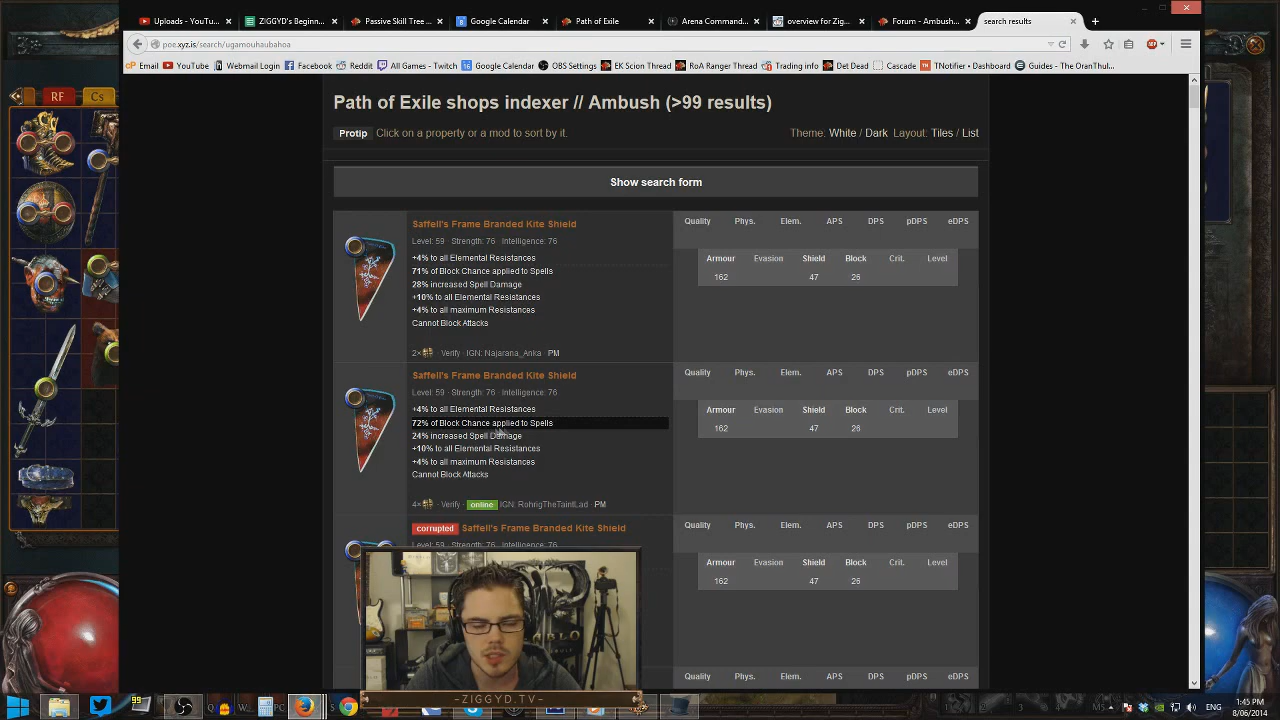 Uploads - YouTu...
ZIGGYD's Beginn...
Passive Skill Tree ...
Google Calendar
Path of Exile
Arena Command...
overview for Zig...
Forum - Ambush...
search results
poe.xyz.is/search/ugamouhaubahoa
Email
YouTube
Webmail Login
Facebook
Reddit
All Games - Twitch
Google Calendar
OBS Settings
EK Scion Thread
RoA Ranger Thread
Trading info
Det Dead
Cascade
TNotifier • Dashboard
Guides - The OranThul...
RF
Cs
Path of Exile shops indexer // Ambush (>99 results)
Protip Click on a property or a mod to sort by it.
Theme: White / Dark Layout: Tiles / List
Show search form
Saffell's Frame Branded Kite Shield
Level: 59 · Strength: 76 · Intelligence: 76
+4% to all Elemental Resistances
71% of Block Chance applied to Spells
28% increased Spell Damage
+10% to all Elemental Resistances
+4% to all maximum Resistances
Cannot Block Attacks
2× · Verify · IGN: Najarana_Anka · PM
Quality Phys. Elem. APS DPS pDPS eDPS
Armour Evasion Shield Block Crit. Level
162 47 26
Saffell's Frame Branded Kite Shield
Level: 59 · Strength: 76 · Intelligence: 76
+4% to all Elemental Resistances
72% of Block Chance applied to Spells
24% increased Spell Damage
+10% to all Elemental Resistances
+4% to all maximum Resistances
Cannot Block Attacks
4× · Verify · online IGN: RohrigTheTaintLad · PM
Quality Phys. Elem. APS DPS pDPS eDPS
Armour Evasion Shield Block Crit. Level
162 47 26
corrupted Saffell's Frame Branded Kite Shield
Level: 59 · Strength: 76 · Intelligence: 76
Quality Phys. Elem. APS DPS pDPS eDPS
Armour Evasion Shield Block Crit. Level
162 47 26
Quality Phys. Elem. APS DPS pDPS eDPS
-ZIGGYD.TV-
ENG
1:45 PM
8/06/2014